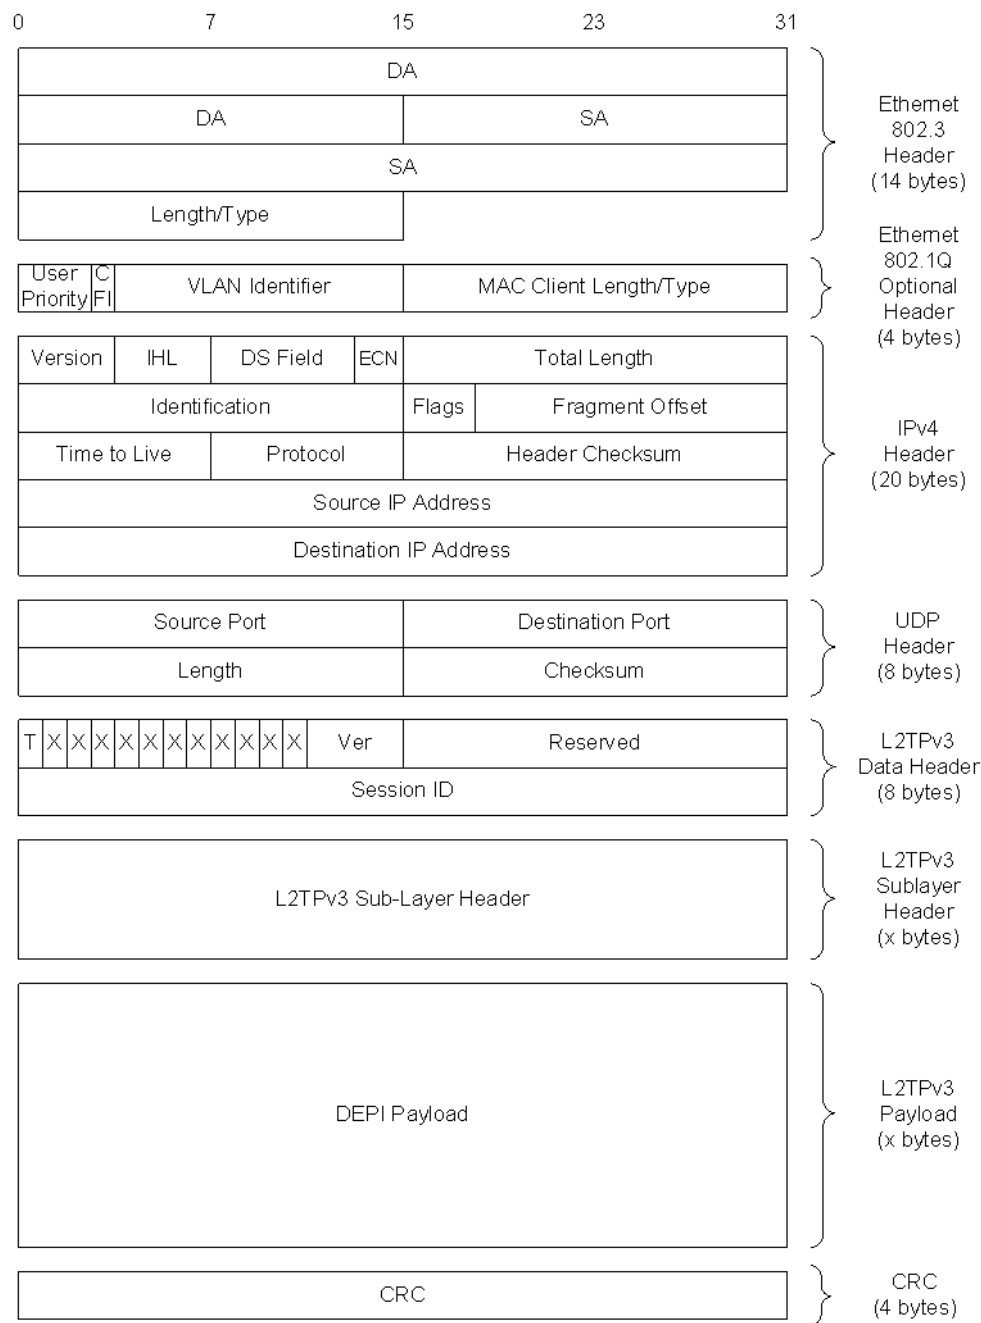 0 7 15 23 31
DA
DA SA
SA
Length/Type
Ethernet
802.3
Header
(14 bytes)
User
Priority
C
FI
VLAN Identifier MAC Client Length/Type
Ethernet
802.1Q
Optional
Header
(4 bytes)
Version IHL DS Field ECN Total Length
Identification Flags Fragment Offset
Time to Live Protocol Header Checksum
Source IP Address
Destination IP Address
IPv4
Header
(20 bytes)
Source Port Destination Port
Length Checksum
UDP
Header
(8 bytes)
T X X X X X X X X X X X Ver Reserved
Session ID
L2TPv3
Data Header
(8 bytes)
L2TPv3 Sub-Layer Header
L2TPv3
Sublayer
Header
(x bytes)
DEPI Payload
L2TPv3
Payload
(x bytes)
CRC
CRC
(4 bytes)